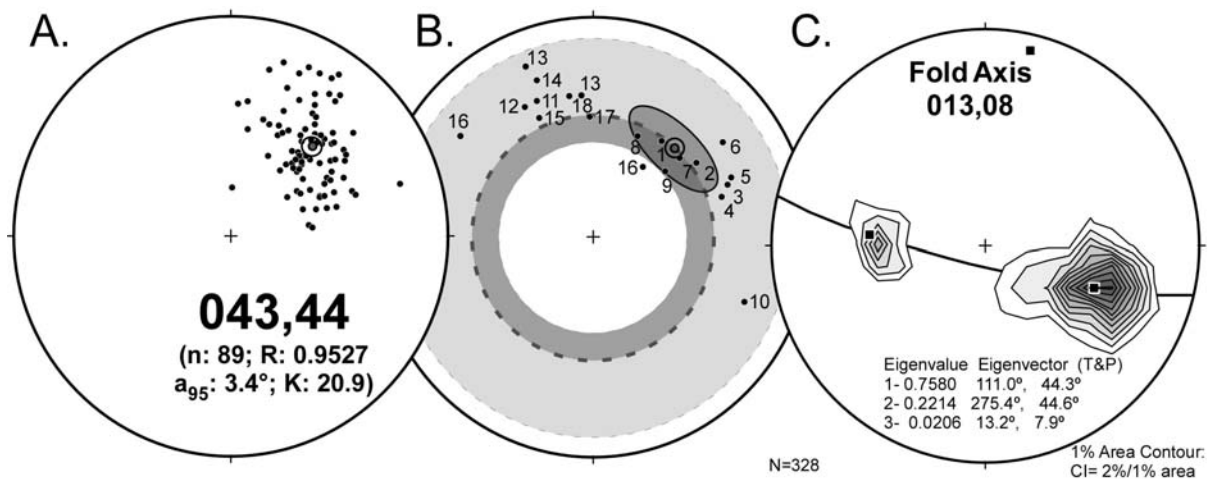 A.
043,44
(n: 89; R: 0.9527
a95: 3.4°; K: 20.9)
B.
13
14
13
12
11
18
15
17
16
8
1
16
9
7
2
6
5
3
4
10
N=328
C.
Fold Axis
013,08
Eigenvalue Eigenvector (T&P)
1- 0.7580 111.0º, 44.3º
2- 0.2214 275.4º, 44.6º
3- 0.0206 13.2º, 7.9º
1% Area Contour:
CI= 2%/1% area